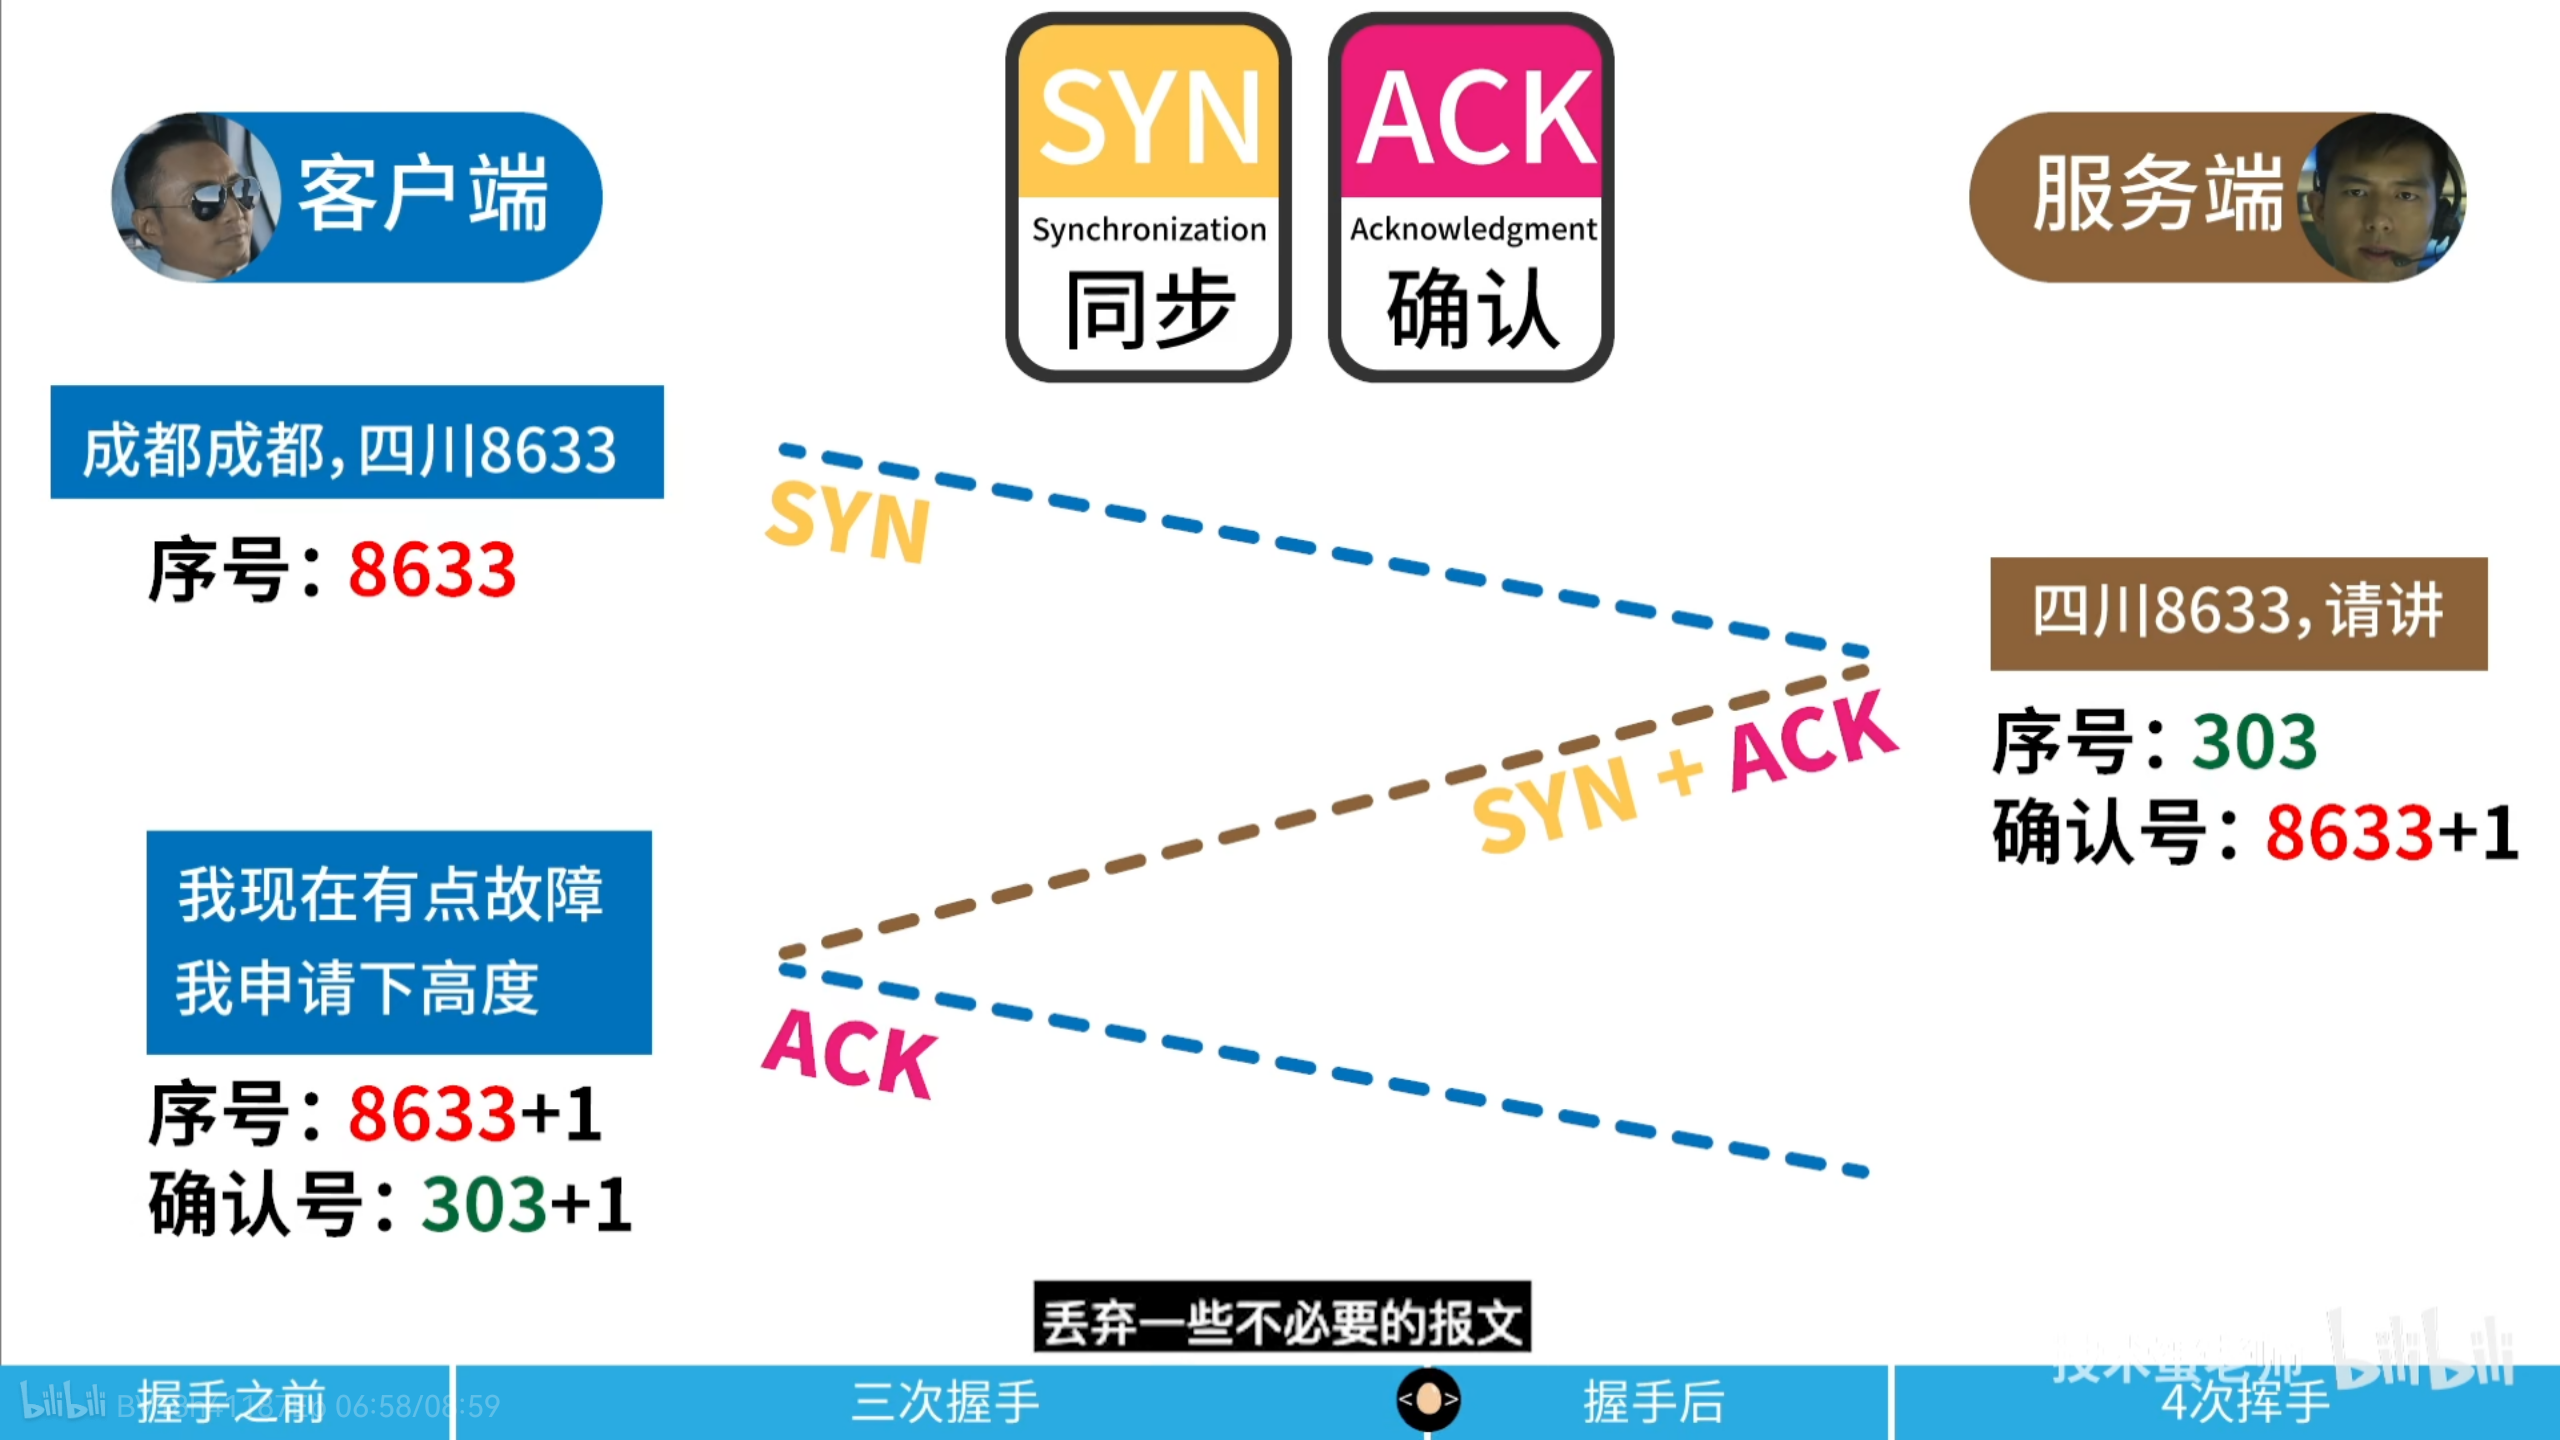 SYN
Synchronization
同步
ACK
Acknowledgment
确认
客户端
服务端
成都成都，四川8633
序号：8633
SYN
四川8633，请讲
序号：303
确认号：8633+1
SYN + ACK
我现在有点故障
我申请下高度
序号：8633+1
确认号：303+1
ACK
丢弃一些不必要的报文
技术蛋老师
bilibili
bilibili
06:58/08:59
握手之前
三次握手
< >
握手后
4次挥手